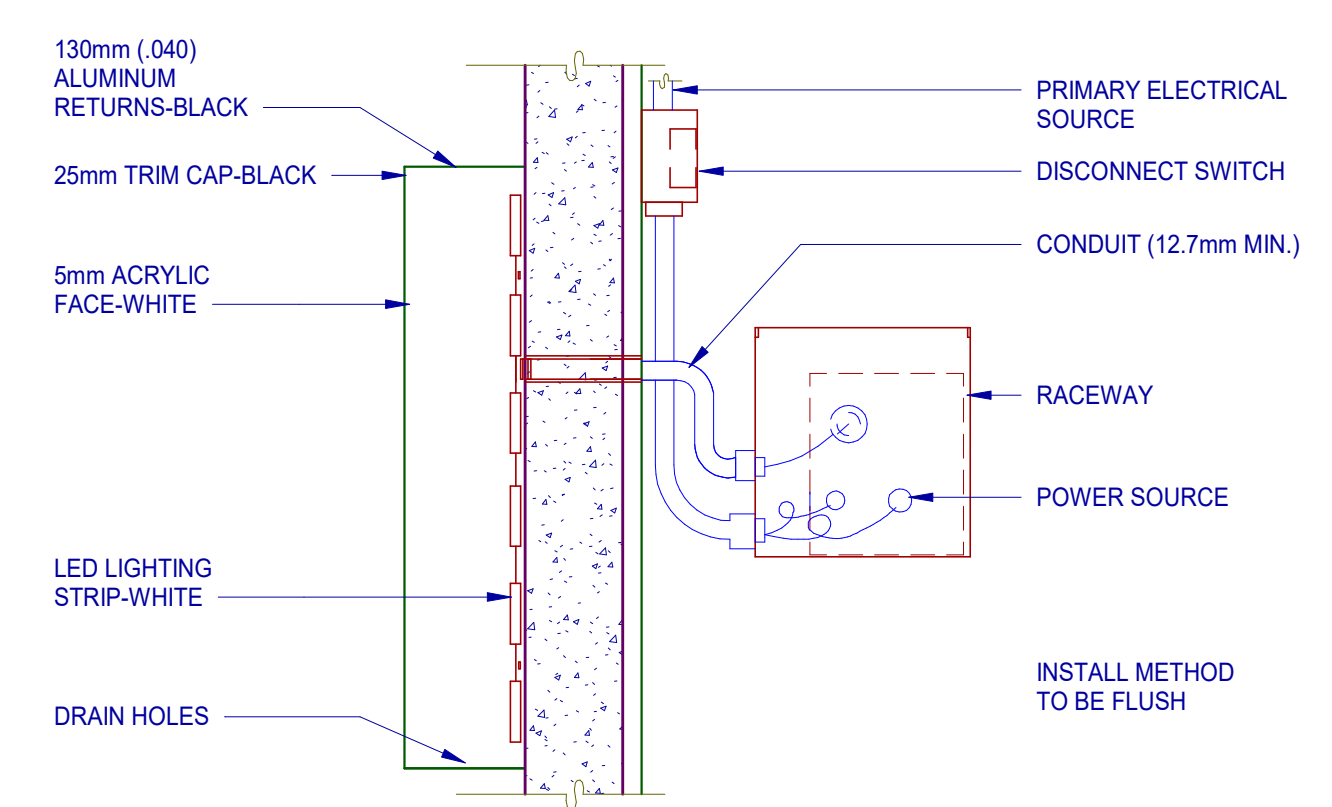 130mm (.040)
ALUMINUM
RETURNS-BLACK
25mm TRIM CAP-BLACK
5mm ACRYLIC
FACE-WHITE
LED LIGHTING
STRIP-WHITE
DRAIN HOLES
PRIMARY ELECTRICAL
SOURCE
DISCONNECT SWITCH
CONDUIT (12.7mm MIN.)
RACEWAY
POWER SOURCE
INSTALL METHOD
TO BE FLUSH